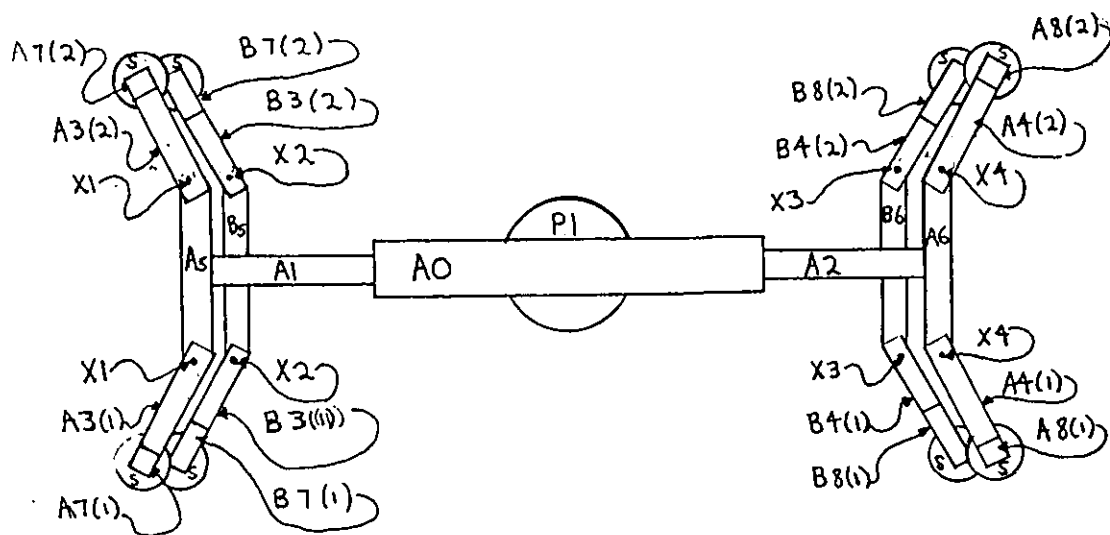 A7(2) S S B7(2) S S A8(2)
B8(2)
A3(2) B3(2) A4(2)
B4(2)
X1 X2 X3 X4
B5 P1 B6
A5 A1 A0 A2 A6
X1 X2 X3 X4
A3(1) B3(1) B4(1) A4(1)
S S S S
A7(1) B7(1) B8(1) A8(1)